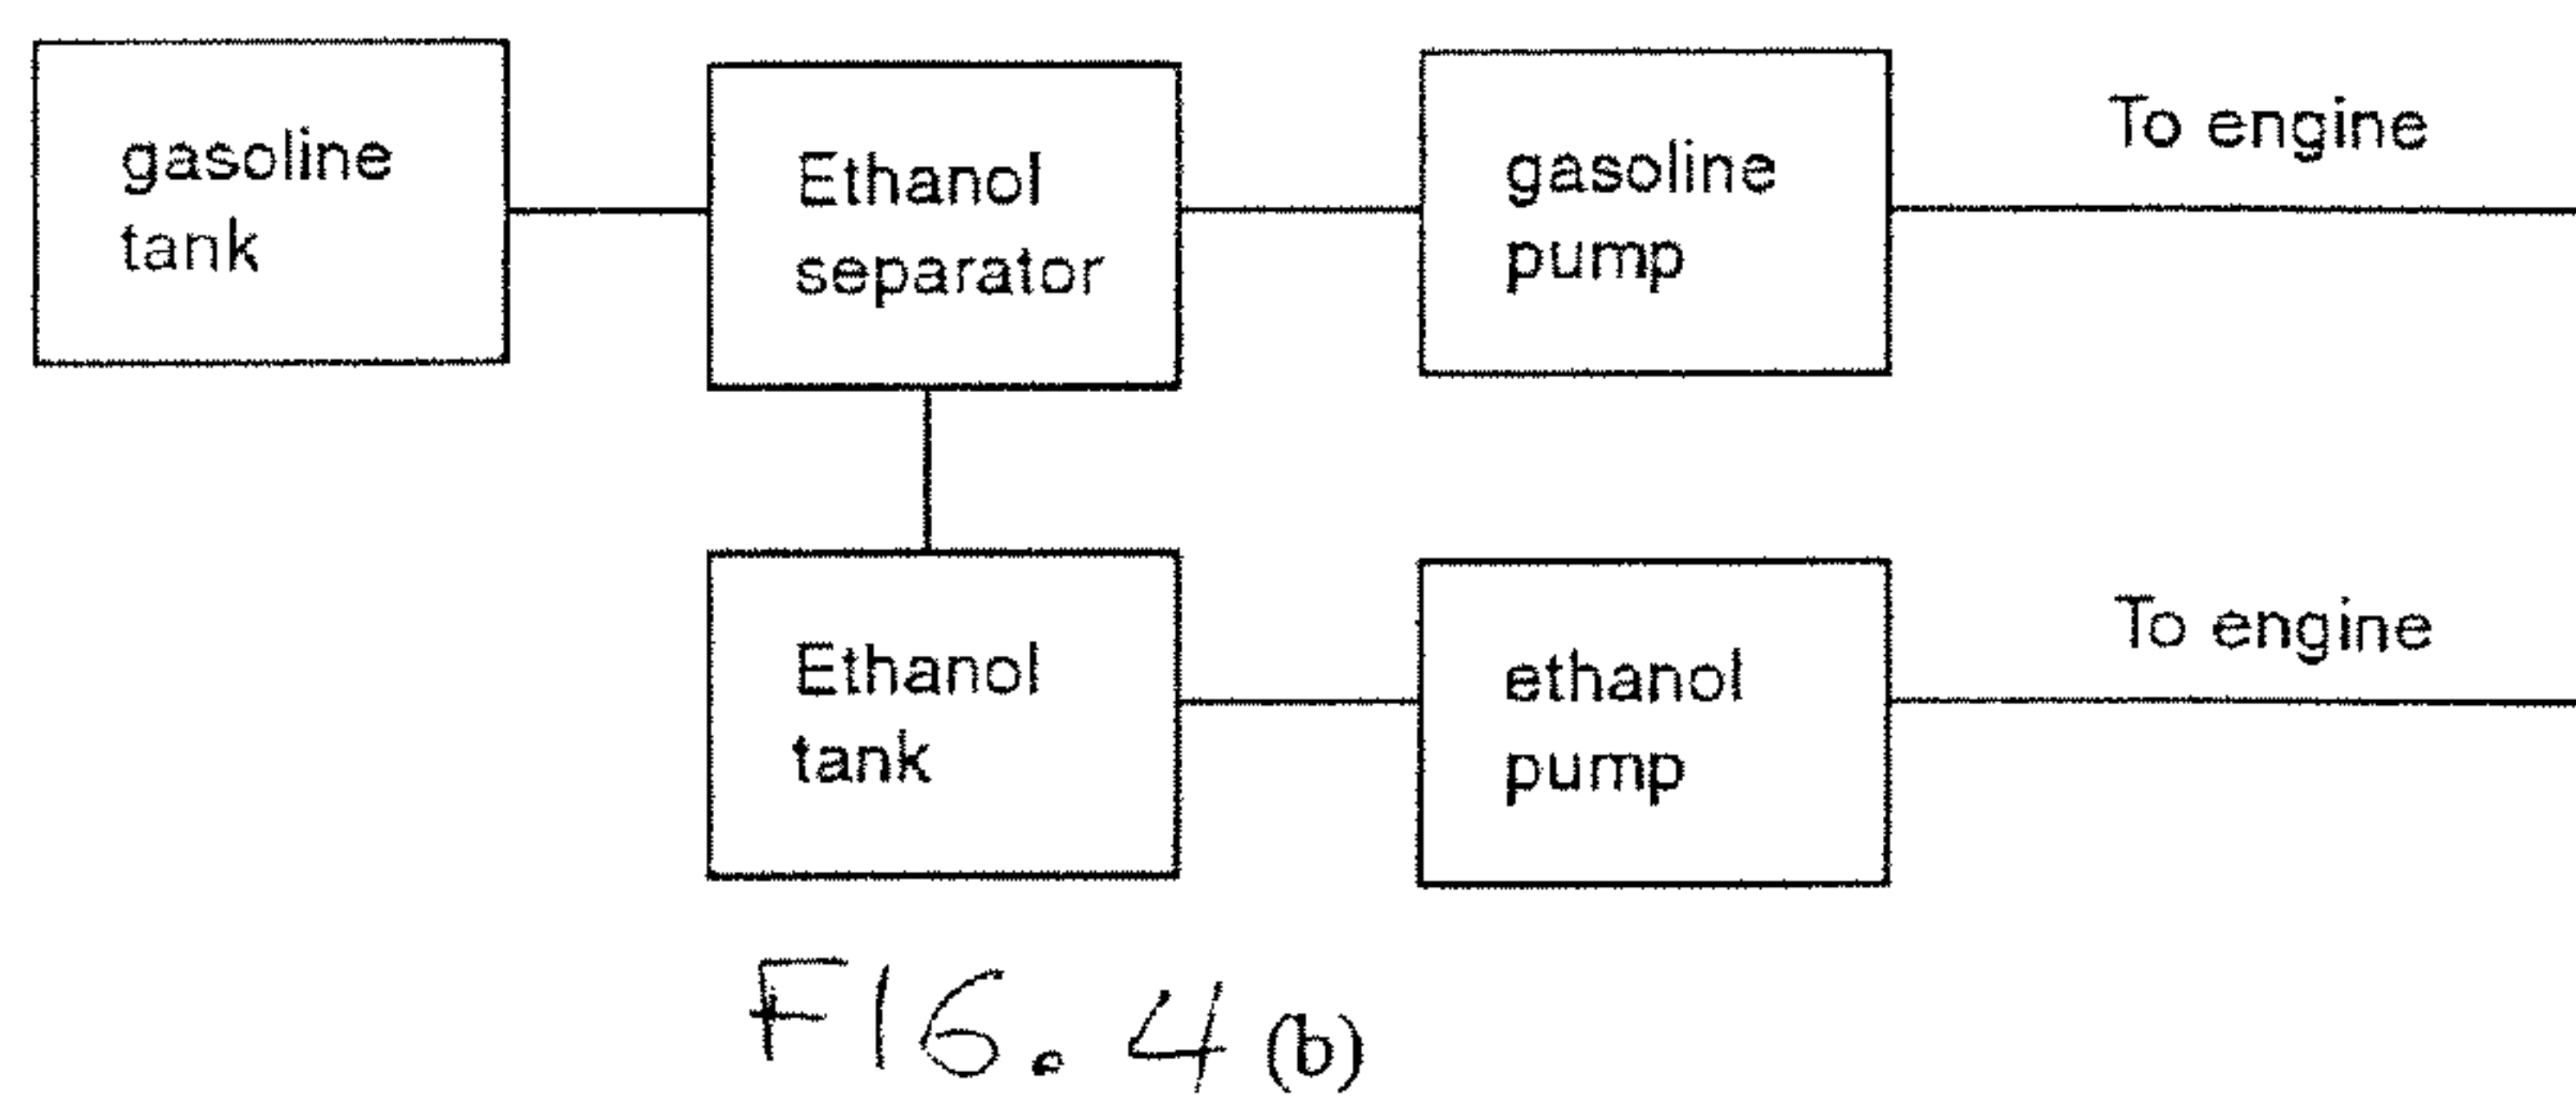 gasoline
tank
Ethanol
separator
gasoline
pump
To engine
Ethanol
tank
ethanol
pump
To engine
FIG. 4 (b)